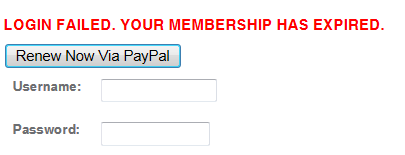 LOGIN FAILED. YOUR MEMBERSHIP HAS EXPIRED.
Renew Now Via PayPal
Username:
Password: